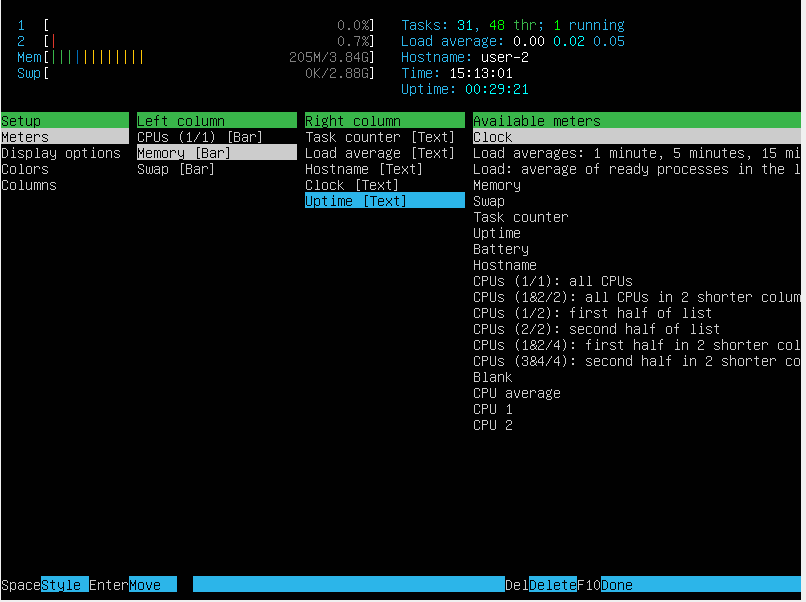 1 [ 0.0%] Tasks: 31, 48 thr; 1 running
2 [| 0.7%] Load average: 0.00 0.02 0.05
Mem[|||||||||||| 205M/3.84G] Hostname: user-2
Swp[ 0K/2.88G] Time: 15:13:01
Uptime: 00:29:21
Setup Left column Right column Available meters
Meters CPUs (1/1) [Bar] Task counter [Text] Clock
Display options Memory [Bar] Load average [Text] Load averages: 1 minute, 5 minutes, 15 mi
Colors Swap [Bar] Hostname [Text] Load: average of ready processes in the l
Columns Clock [Text] Memory
Uptime [Text] Swap
Task counter
Uptime
Battery
Hostname
CPUs (1/1): all CPUs
CPUs (1&2/2): all CPUs in 2 shorter colum
CPUs (1/2): first half of list
CPUs (2/2): second half of list
CPUs (1&2/4): first half in 2 shorter col
CPUs (3&4/4): second half in 2 shorter co
Blank
CPU average
CPU 1
CPU 2
SpaceStyle EnterMove DelDeleteF10Done